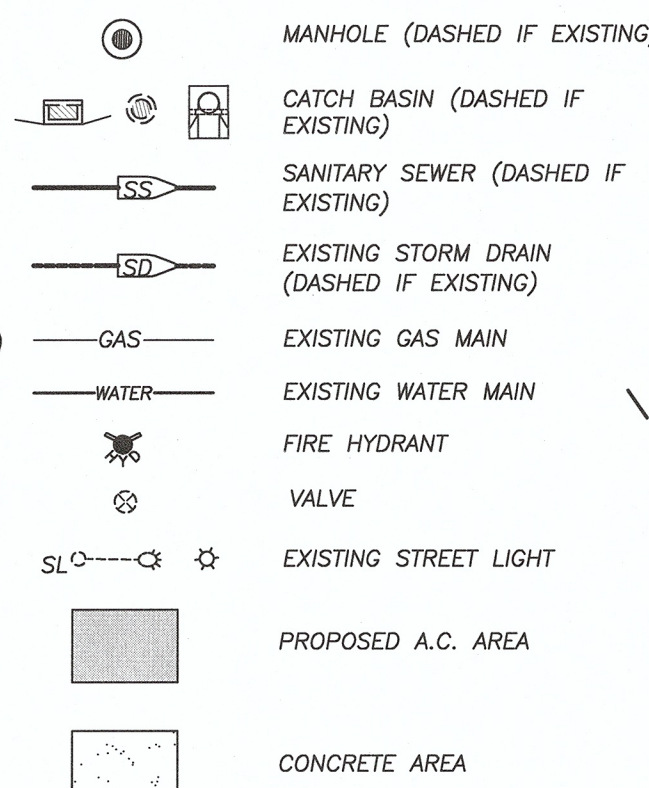 MANHOLE (DASHED IF EXISTING)
CATCH BASIN (DASHED IF
EXISTING)
SS
SANITARY SEWER (DASHED IF
EXISTING)
SD
EXISTING STORM DRAIN
(DASHED IF EXISTING)
GAS EXISTING GAS MAIN
WATER EXISTING WATER MAIN
HYD FIRE HYDRANT
VALVE
SL EXISTING STREET LIGHT
PROPOSED A.C. AREA
CONCRETE AREA